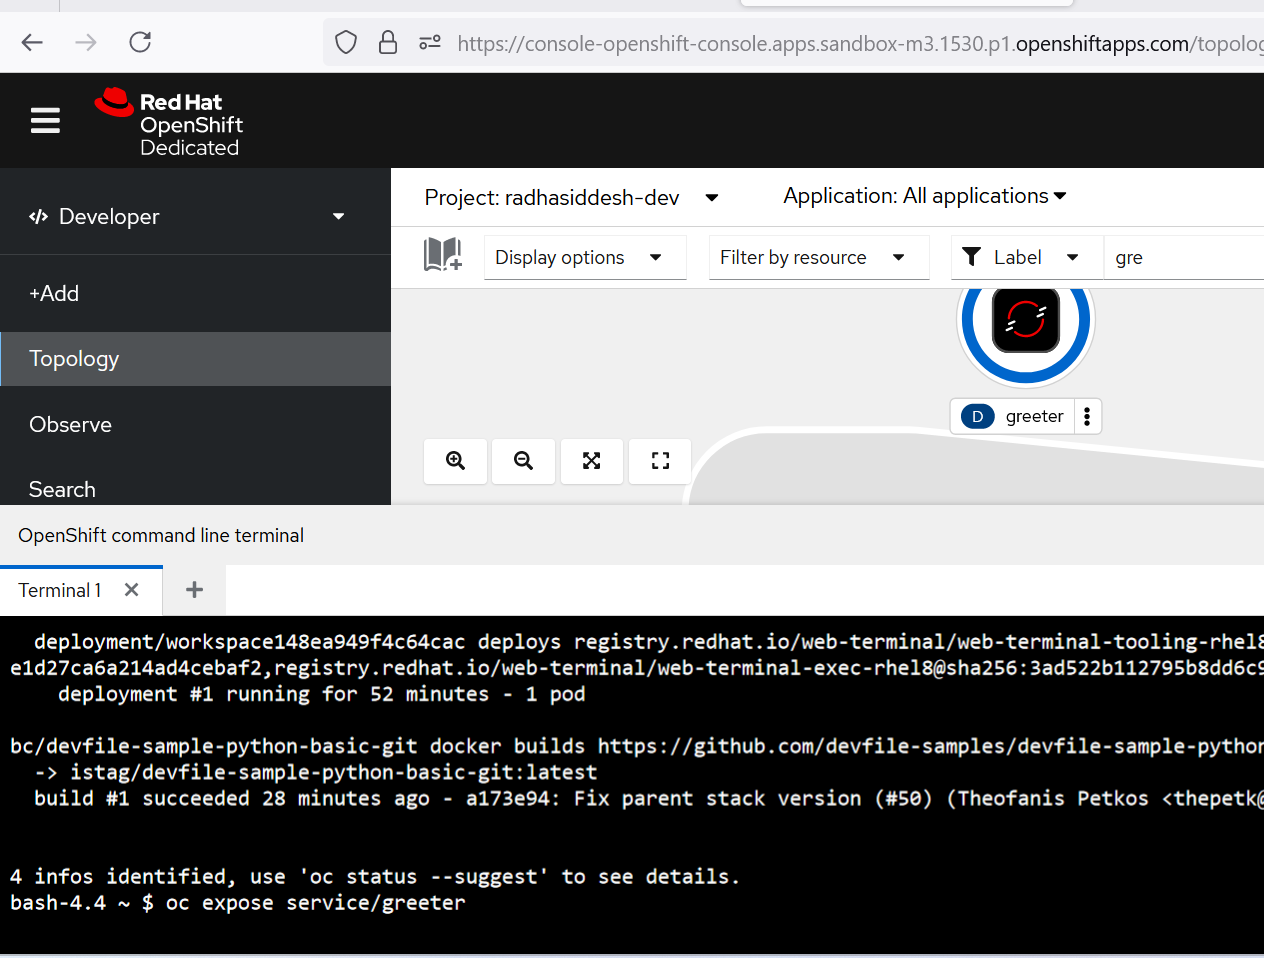 https://console-openshift-console.apps.sandbox-m3.1530.p1.openshiftapps.com/topolog
Red Hat
OpenShift
Dedicated
Developer
Project: radhasiddesh-dev
Application: All applications
Display options
Filter by resource
Label
gre
+Add
Topology
Observe
Search
D greeter
OpenShift command line terminal
Terminal 1
deployment/workspace148ea949f4c64cac deploys registry.redhat.io/web-terminal/web-terminal-tooling-rhel8
e1d27ca6a214ad4cebaf2,registry.redhat.io/web-terminal/web-terminal-exec-rhel8@sha256:3ad522b112795b8dd6c9
deployment #1 running for 52 minutes - 1 pod
bc/devfile-sample-python-basic-git docker builds https://github.com/devfile-samples/devfile-sample-python
-> istag/devfile-sample-python-basic-git:latest
build #1 succeeded 28 minutes ago - a173e94: Fix parent stack version (#50) (Theofanis Petkos <thepetk@
4 infos identified, use 'oc status --suggest' to see details.
bash-4.4 ~ $ oc expose service/greeter